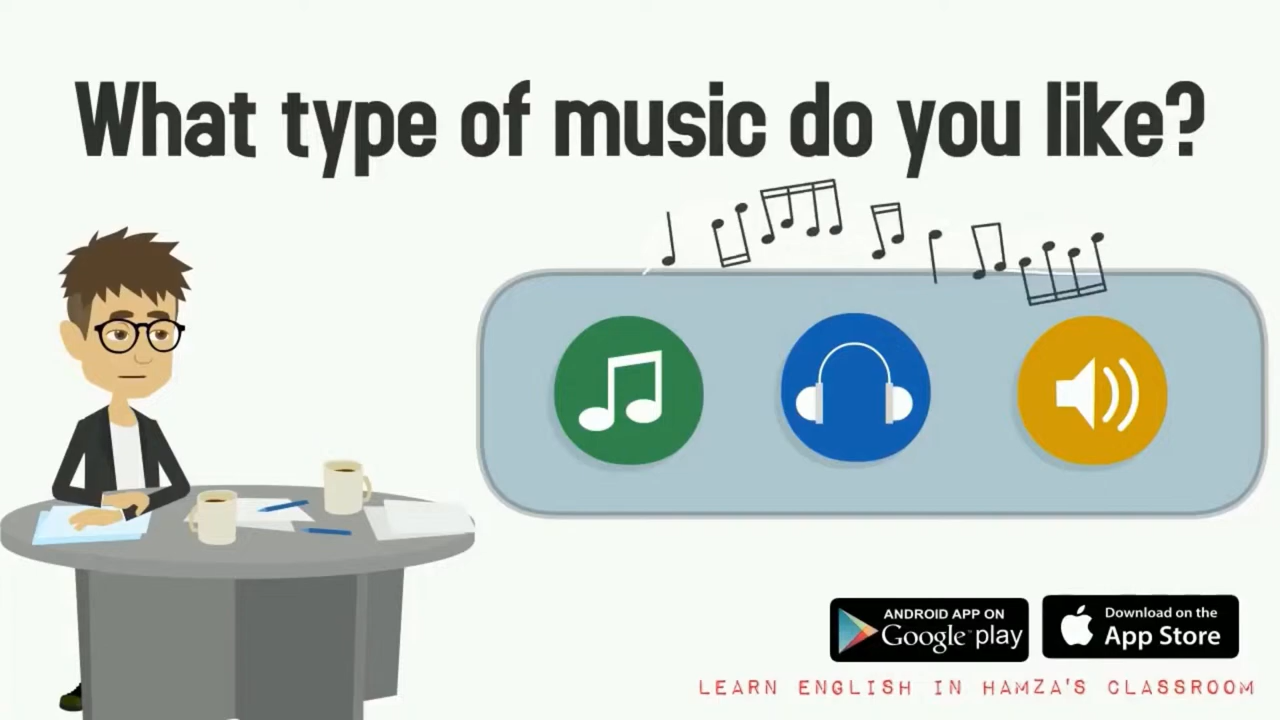 What type of music do you like?
ANDROID APP ON
Google play
Download on the
App Store
LEARN ENGLISH IN HAMZA'S CLASSROOM